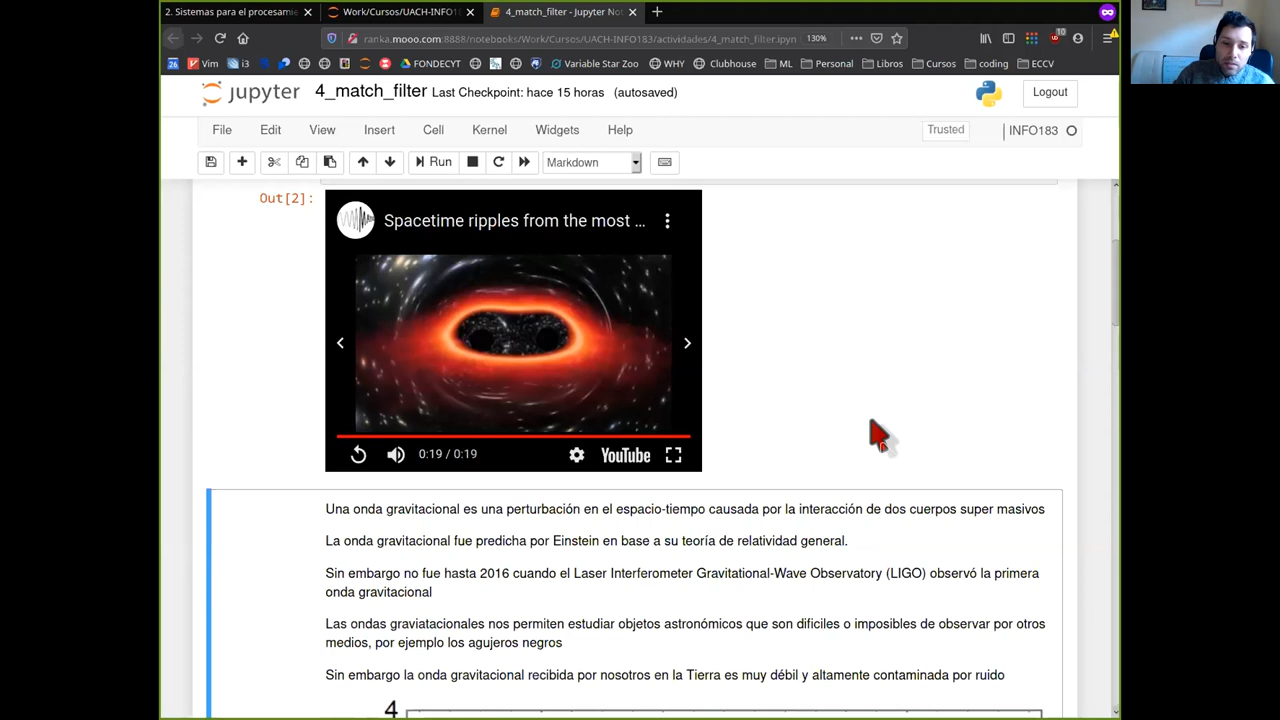 2. Sistemas para el procesamie
Work/Cursos/UACH-INFO1
4_match_filter - Jupyter Not
ranka.mooo.com:8888/notebooks/Work/Cursos/UACH-INFO183/actividades/4_match_filter.ipyn
130%
10
26
Vim
i3
FONDECYT
Variable Star Zoo
WHY
Clubhouse
ML
Personal
Libros
Cursos
coding
ECCV
jupyter
4_match_filter Last Checkpoint: hace 15 horas (autosaved)
Logout
File Edit View Insert Cell Kernel Widgets Help
Trusted
INFO183
Run
Markdown
Out[2]:
Spacetime ripples from the most ...
0:19 / 0:19
YouTube
Una onda gravitacional es una perturbación en el espacio-tiempo causada por la interacción de dos cuerpos super masivos
La onda gravitacional fue predicha por Einstein en base a su teoría de relatividad general.
Sin embargo no fue hasta 2016 cuando el Laser Interferometer Gravitational-Wave Observatory (LIGO) observó la primera
onda gravitacional
Las ondas graviatacionales nos permiten estudiar objetos astronómicos que son dificiles o imposibles de observar por otros
medios, por ejemplo los agujeros negros
Sin embargo la onda gravitacional recibida por nosotros en la Tierra es muy débil y altamente contaminada por ruido
4